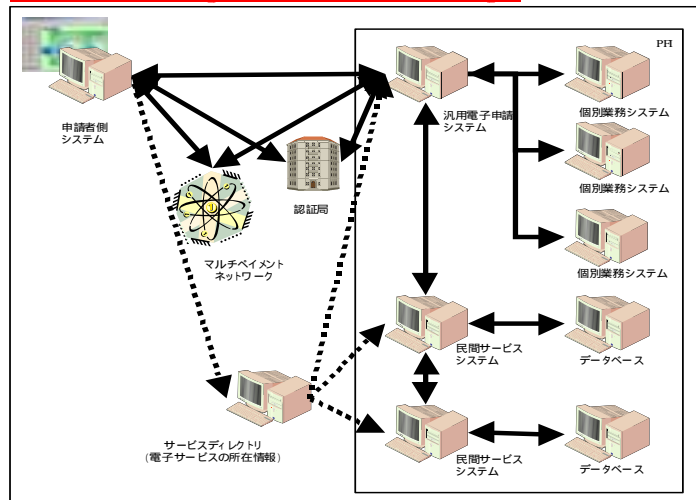 PH
申請者側
システム
汎用電子申請
システム
個別業務システム
個別業務システム
個別業務システム
認証局
マルチペイメント
ネットワーク
民間サービス
システム
データベース
サービスディレクトリ
(電子サービスの所在情報)
民間サービス
システム
データベース